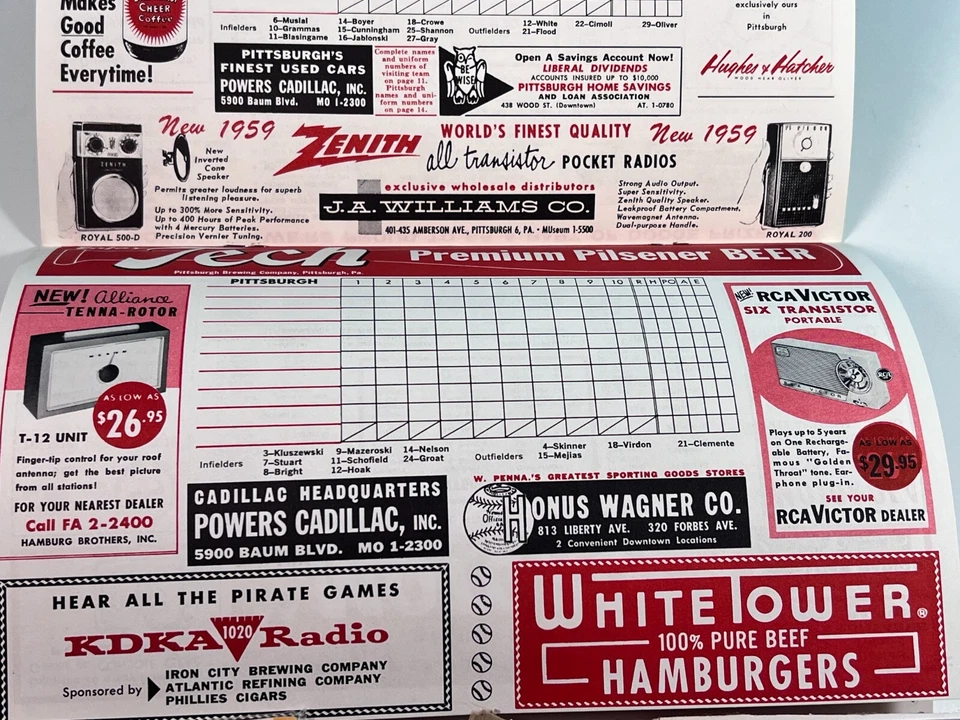 Makes
Good
Coffee
Everytime!
CHEER
Coffee
Infielders
6—Musial
10—Grammas
11—Blasingame
14—Boyer
15—Cunningham
16—Jablonski
18—Crowe
25—Shannon
27—Gray
Outfielders
12—White
21—Flood
22—Cimoli
29—Oliver
exclusively ours
in
Pittsburgh
Hughes & Hatcher
WOOD NEAR OLIVER
PITTSBURGH'S
FINEST USED CARS
POWERS CADILLAC, INC.
5900 Baum Blvd. MO 1-2300
Complete names
and uniform
numbers of
visiting team
on page 11.
Pittsburgh
names and uni-
form numbers
on page 14.
BE
WISE
Open A Savings Account Now!
LIBERAL DIVIDENDS
ACCOUNTS INSURED UP TO $10,000
PITTSBURGH HOME SAVINGS
AND LOAN ASSOCIATION
438 WOOD ST. (Downtown) AT. 1-0780
New 1959
ZENITH
WORLD'S FINEST QUALITY
all transistor POCKET RADIOS
New 1959
ZENITH
ROYAL 500-D
New
Inverted
Cone
Speaker
Permits greater loudness for superb
listening pleasure.
Up to 300% More Sensitivity.
Up to 400 Hours of Peak Performance
with 4 Mercury Batteries.
Precision Vernier Tuning.
exclusive wholesale distributors
J.A. WILLIAMS CO.
401-435 AMBERSON AVE., PITTSBURGH 6, PA. • MUseum 1-5500
Strong Audio Output.
Super Sensitivity.
Zenith Quality Speaker.
Leakproof Battery Compartment,
Wavemagnet Antenna.
Dual-purpose Handle.
ROYAL 200
Tech Premium Pilsener BEER
Pittsburgh Brewing Company, Pittsburgh, Pa.
PITTSBURGH 1 2 3 4 5 6 7 8 9 10 R H PO A E
Infielders
3—Kluszewski
7—Stuart
8—Bright
9—Mazeroski
11—Schofield
12—Hoak
14—Nelson
24—Groat
Outfielders
4—Skinner
15—Mejias
18—Virdon
21—Clemente
NEW! Alliance
TENNA-ROTOR
AS LOW AS
$26.95
T-12 UNIT
Finger-tip control for your roof
antenna; get the best picture
from all stations!
FOR YOUR NEAREST DEALER
Call FA 2-2400
HAMBURG BROTHERS, INC.
NEW!
RCA VICTOR
SIX TRANSISTOR
PORTABLE
RCA
Plays up to 5 years
on One Recharge-
able Battery, Fa-
mous "Golden
Throat" tone. Ear-
phone plug-in.
AS LOW AS
$29.95
SEE YOUR
RCA VICTOR DEALER
CADILLAC HEADQUARTERS
POWERS CADILLAC, INC.
5900 BAUM BLVD. MO 1-2300
W. PENNA.'S GREATEST SPORTING GOODS STORES
HONUS WAGNER CO.
813 LIBERTY AVE. 320 FORBES AVE.
2 Convenient Downtown Locations
HEAR ALL THE PIRATE GAMES
KDKA 1020 Radio
Sponsored by
IRON CITY BREWING COMPANY
ATLANTIC REFINING COMPANY
PHILLIES CIGARS
WHITE TOWER®
100% PURE BEEF
HAMBURGERS